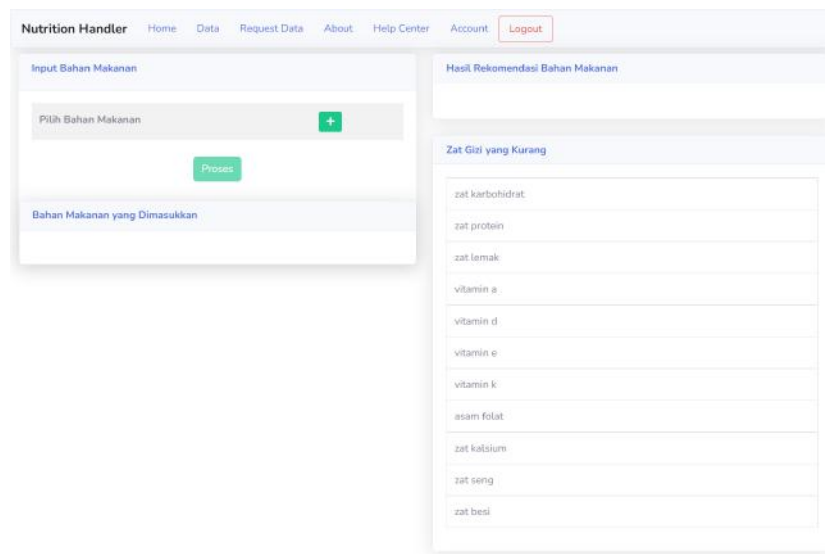 Nutrition Handler Home Data Request Data About Help Center Account Logout
Input Bahan Makanan
Pilih Bahan Makanan +
Proses
Bahan Makanan yang Dimasukkan
Hasil Rekomendasi Bahan Makanan
Zat Gizi yang Kurang
zat karbohidrat
zat protein
zat lemak
vitamin a
vitamin d
vitamin e
vitamin k
asam folat
zat kalsium
zat seng
zat besi